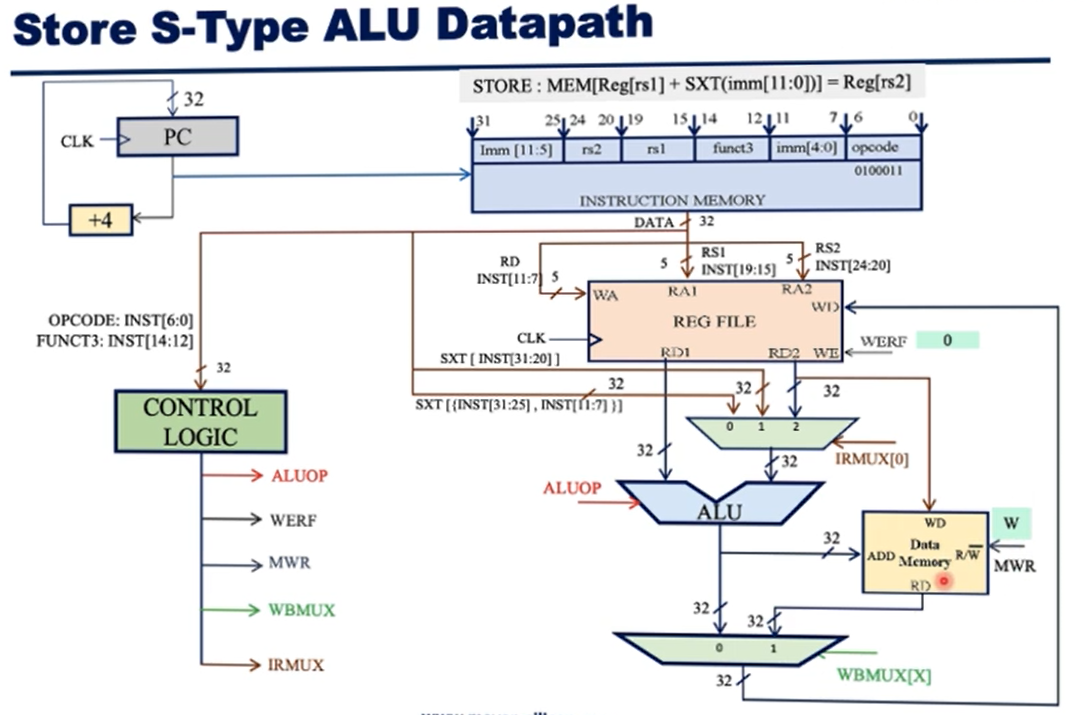 Store S-Type ALU Datapath
STORE : MEM[Reg[rs1] + SXT(imm[11:0])] = Reg[rs2]
32
CLK
PC
+4
31 25 24 20 19 15 14 12 11 7 6 0
Imm [11:5] rs2 rs1 funct3 imm[4:0] opcode
0100011
INSTRUCTION MEMORY
DATA 32
RD
INST[11:7]
5
5
RS1
INST[19:15]
5
RS2
INST[24:20]
WA
RA1
RA2
WD
REG FILE
CLK
RD1
RD2
WE
WERF
0
OPCODE: INST[6:0]
FUNCT3: INST[14:12]
32
SXT [ INST[31:20] ]
32
SXT [{INST[31:25] , INST[11:7] }]
32
32
0 1 2
IRMUX[0]
32
32
CONTROL
LOGIC
ALUOP
WERF
MWR
WBMUX
IRMUX
ALUOP
ALU
32
WD
ADD
Data
Memory
R/W
RD
W
MWR
32
32
0 1
WBMUX[X]
32